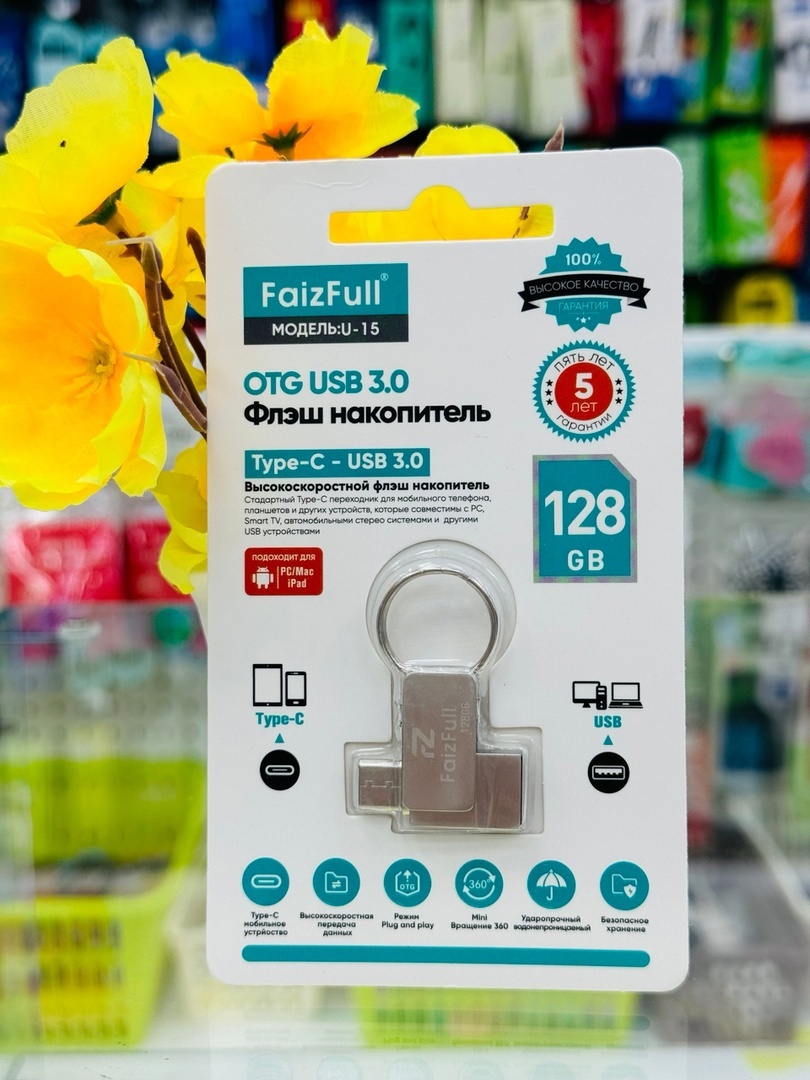 FaizFull®
МОДЕЛЬ:U-15
100%
ВЫСОКОЕ КАЧЕСТВО
ГАРАНТИЯ
ПЯТЬ ЛЕТ
5
лет
гарантии
OTG USB 3.0
Флэш накопитель
Type-C - USB 3.0
Высокоскоростной флэш накопитель
Стадартный Type-C переходник для мобильного телефона,
планшетов и других устройств, которые совместимы с PC,
Smart TV, автомобильными стерео системами и другими
USB устройствами
128
GB
ПОДОХОДИТ ДЛЯ
PC/Mac
iPad
Type-C
USB
FaizFull
128GB
OTG
360°
Type-C
мобильное
устрйоство
Высокоскоростная
передача
данных
Режим
Plug and play
Mini
Вращение 360
Ударопрочный
водонепроницаемый
Безопасное
хранение